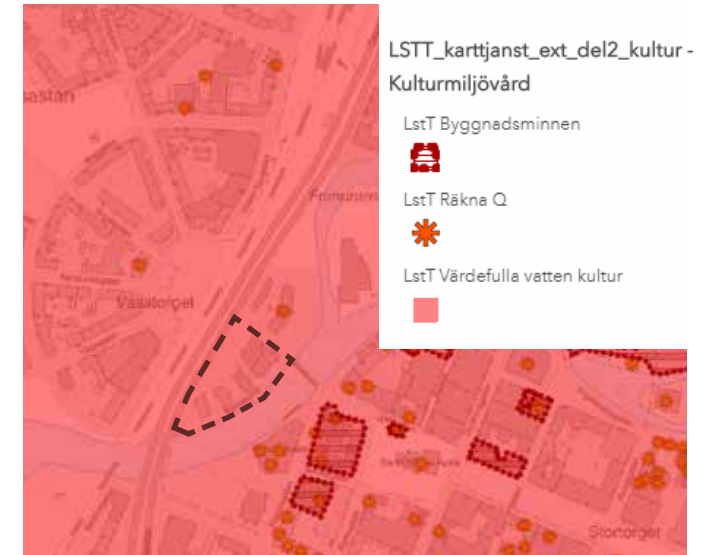 LSTT_karttjanst_ext_del2_kultur -
Kulturmiljövård
LstT Byggnadsminnen
LstT Räkna Q
LstT Värdefulla vatten kultur
Vasatorget
Stortorget